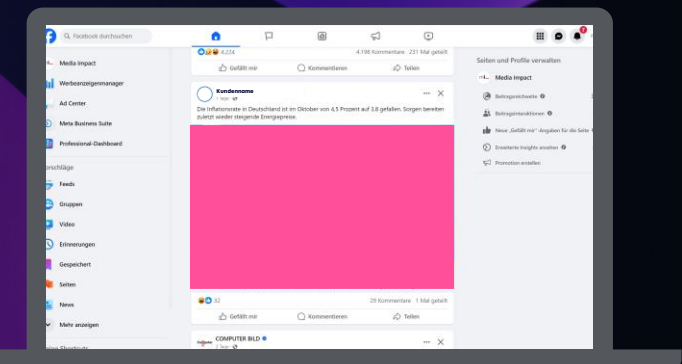 Facebook durchsuchen
Media Impact
Werbeanzeigenmanager
Ad Center
Meta Business Suite
Professional-Dashboard
Feeds
Gruppen
Video
Erinnerungen
Gespeichert
Seiten
News
Mehr anzeigen
4.198 Kommentare 231 Mal geteilt
Gefällt mir Kommentieren Teilen
Kundenname
Die Inflationsrate in Deutschland ist im Oktober von 4,5 Prozent auf 3,8 gefallen. Sorgen bereiten
zuletzt wieder steigende Energiepreise.
32 29 Kommentare 1 Mal geteilt
Gefällt mir Kommentieren Teilen
COMPUTER BILD
Seiten und Profile verwalten
Media Impact
Beitragsreichweite
Beitragsinteraktionen
Neue „Gefällt mir“-Angaben für die Seite
Erweiterte Insights ansehen
Promotion erstellen